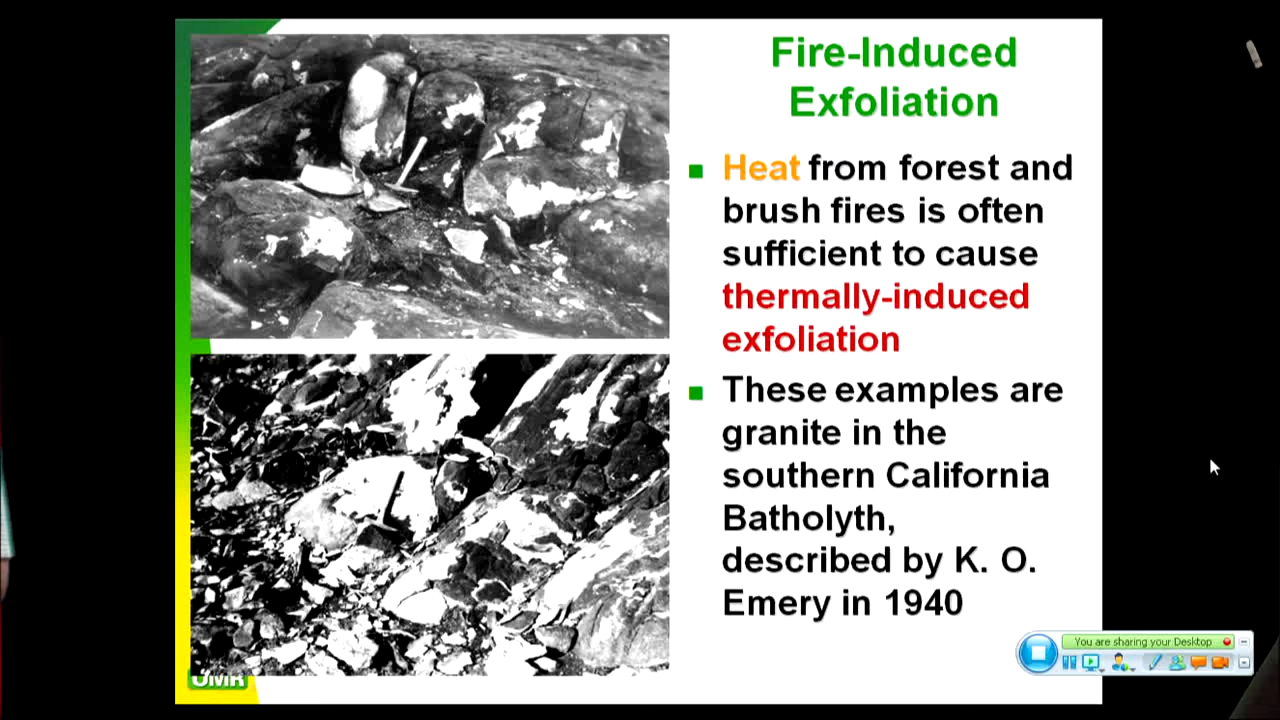 Fire-Induced
Exfoliation
Heat from forest and
brush fires is often
sufficient to cause
thermally-induced
exfoliation
These examples are
granite in the
southern California
Batholyth,
described by K. O.
Emery in 1940
You are sharing your Desktop
UMR